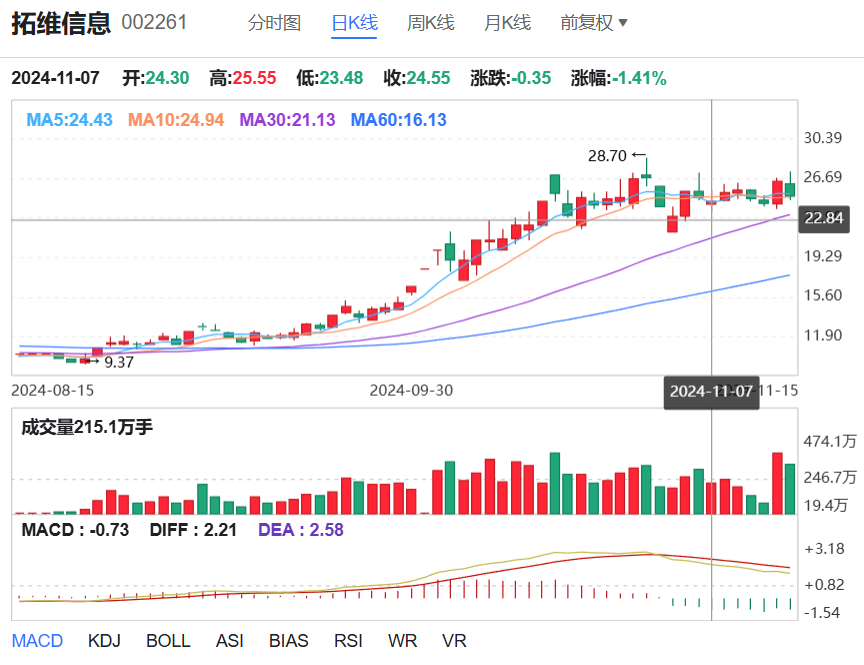 拓维信息 002261 分时图 日K线 周K线 月K线 前复权▼
2024-11-07 开:24.30 高:25.55 低:23.48 收:24.55 涨跌:-0.35 涨幅:-1.41%
MA5:24.43 MA10:24.94 MA30:21.13 MA60:16.13
30.39
28.70←
26.69
22.84
19.29
15.60
11.90
→9.37
2024-08-15 2024-09-30 2024-11-07 11-15
成交量215.1万手
474.1万
246.7万
19.4万
MACD : -0.73 DIFF : 2.21 DEA : 2.58
+3.18
+0.82
-1.54
MACD KDJ BOLL ASI BIAS RSI WR VR